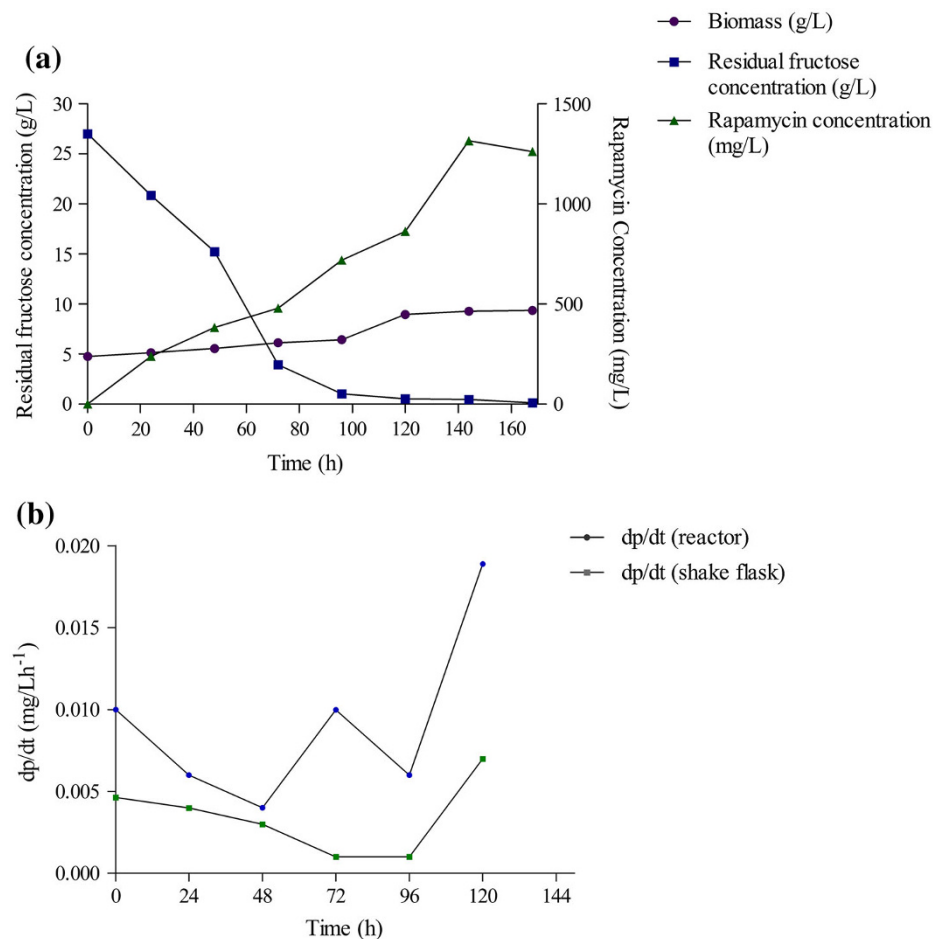 Biomass (g/L)
Residual fructose
concentration (g/L)
Rapamycin concentration
(mg/L)
(a)
Residual fructose concentration (g/L)
30
25
20
15
10
5
0
1500
1000
500
0
Rapamycin Concentration (mg/L)
0 20 40 60 80 100 120 140 160
Time (h)
(b)
dp/dt (reactor)
dp/dt (shake flask)
dp/dt (mg/Lh⁻¹)
0.020
0.015
0.010
0.005
0.000
0 24 48 72 96 120 144
Time (h)